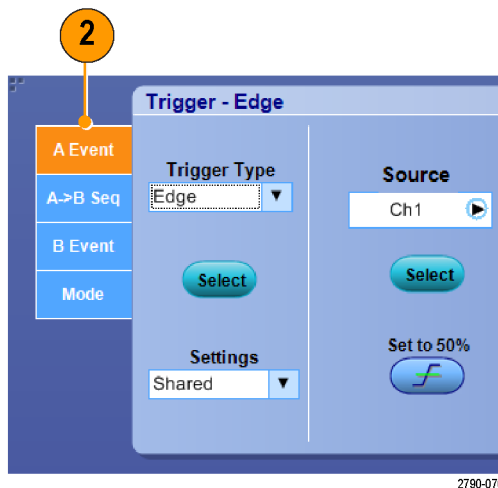 2
Trigger - Edge
A Event
A->B Seq
B Event
Mode
Trigger Type
Edge
Select
Settings
Shared
Source
Ch1
Select
Set to 50%
2790-07